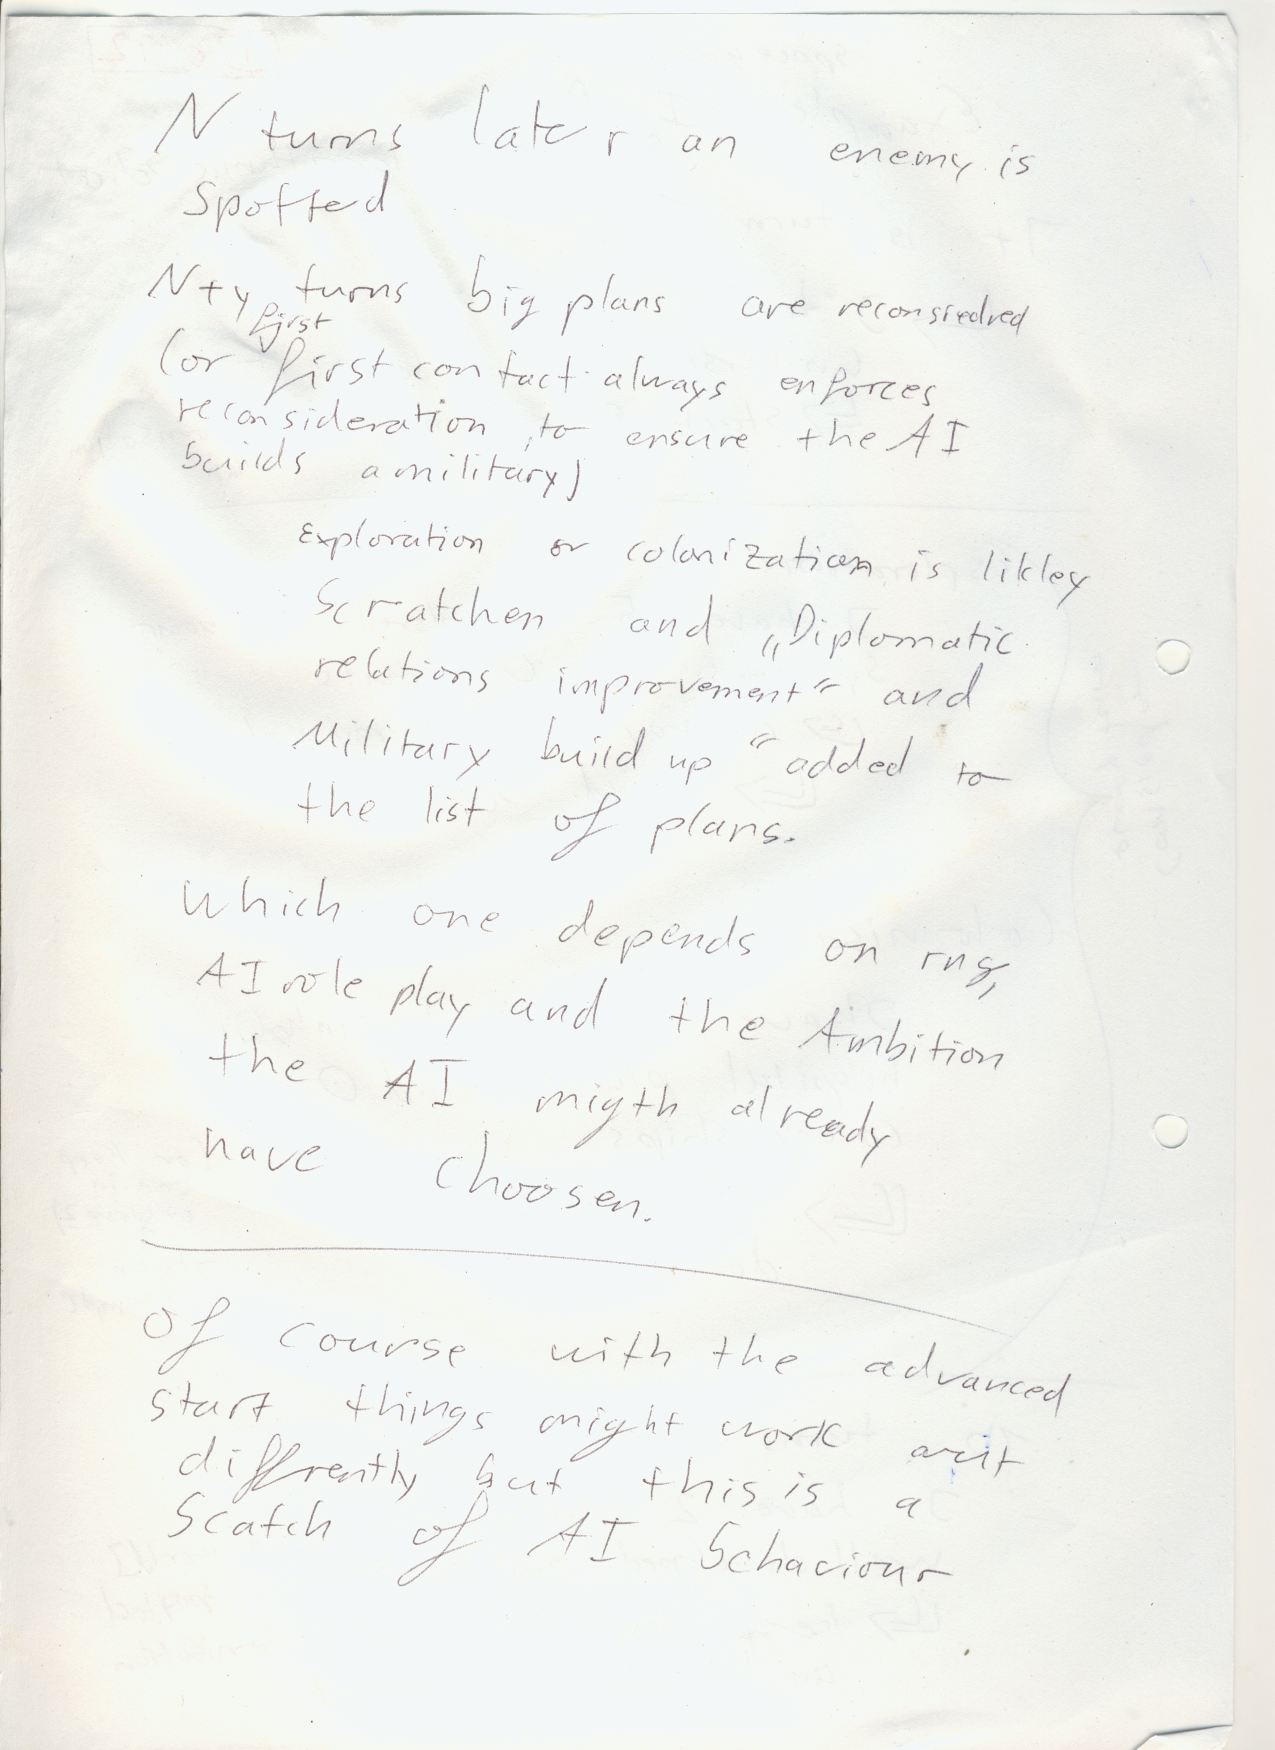 N turns later an enemy is
Spotted
N+y turns big plans are reconsiedred
first
(or first contact always enforces
reconsideration, to ensure the AI
builds a military)
Exploration or colonization is likley
Scratchen and „Diplomatic
relations improvement“ and
Military build up “ added to
the list of plans.
Which one depends on rng,
AI role play and the Ambition
the AI migth already
have choosen.
Of course with the advanced
start things might work out
diffrently but this is a
Scatch of AI Behaviour